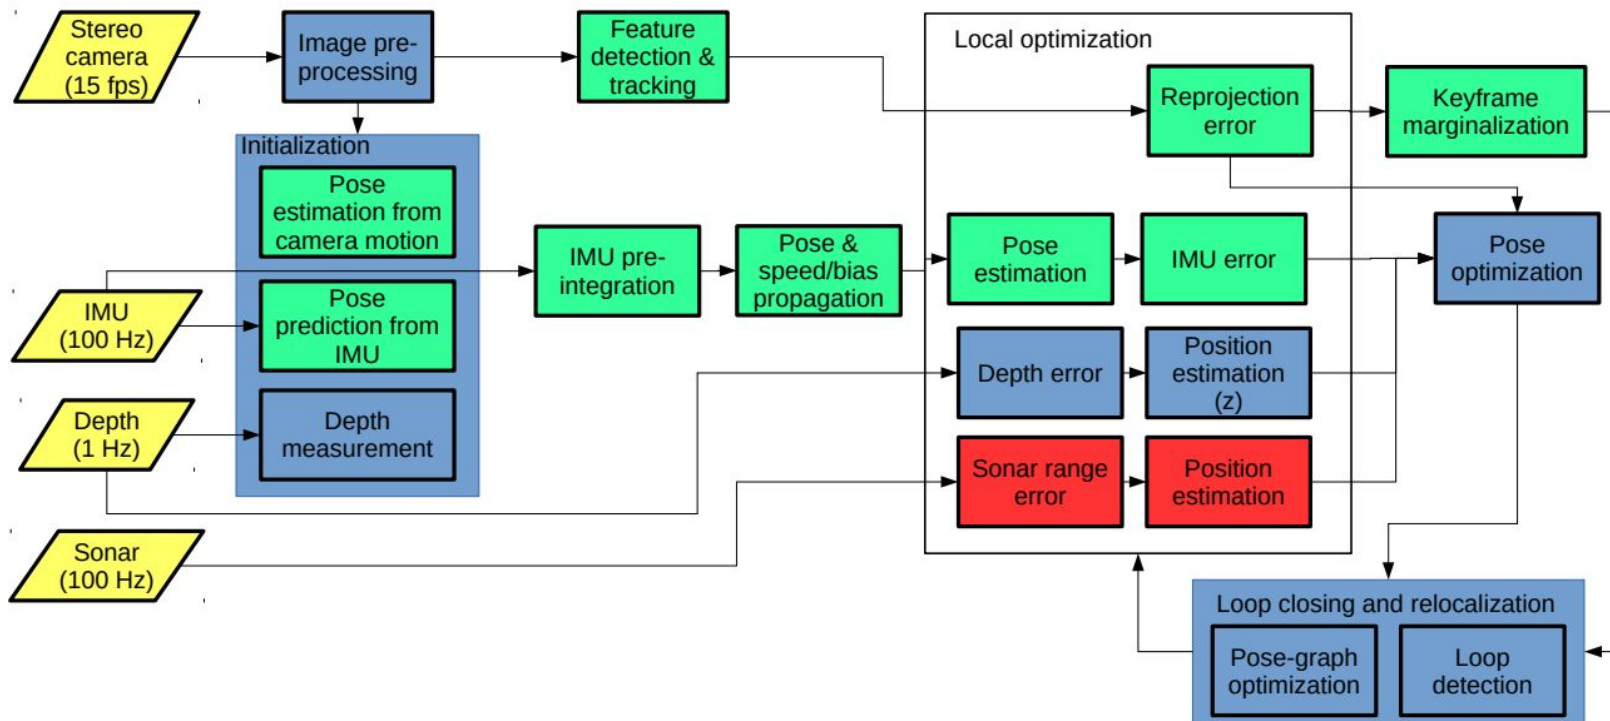 Stereo
camera
(15 fps)
Image pre-
processing
Feature
detection &
tracking
Local optimization
Reprojection
error
Keyframe
marginalization
Initialization
Pose
estimation from
camera motion
IMU pre-
integration
Pose &
speed/bias
propagation
Pose
estimation
IMU error
Pose
optimization
IMU
(100 Hz)
Pose
prediction from
IMU
Depth error
Position
estimation
(z)
Depth
(1 Hz)
Depth
measurement
Sonar range
error
Position
estimation
Sonar
(100 Hz)
Loop closing and relocalization
Pose-graph
optimization
Loop
detection